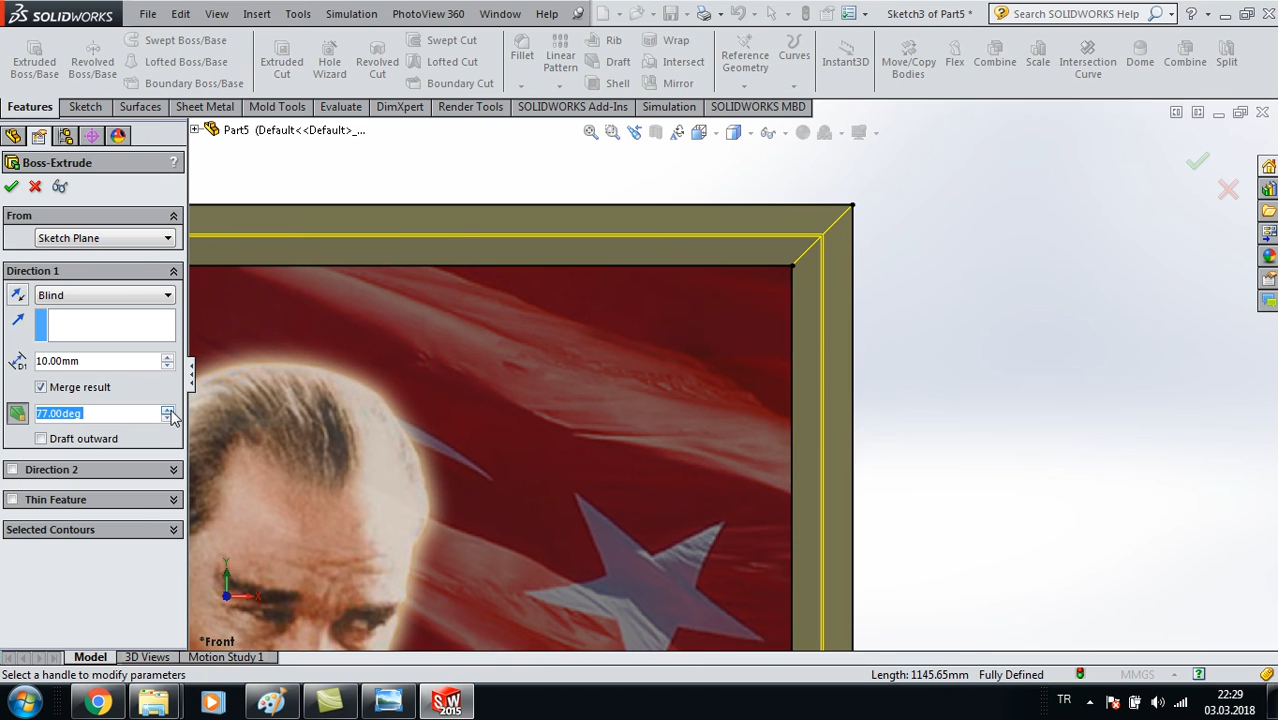 SOLIDWORKS File Edit View Insert Tools Simulation PhotoView 360 Window Help Sketch3 of Part5 * Search SOLIDWORKS Help
Extruded Boss/Base Revolved Boss/Base Swept Boss/Base Lofted Boss/Base Boundary Boss/Base Extruded Cut Hole Wizard Revolved Cut Swept Cut Lofted Cut Boundary Cut Fillet Linear Pattern Rib Draft Shell Wrap Intersect Mirror Reference Geometry Curves Instant3D Move/Copy Bodies Flex Combine Scale Intersection Curve Dome Combine Split
Features Sketch Surfaces Sheet Metal Mold Tools Evaluate DimXpert Render Tools SOLIDWORKS Add-Ins Simulation SOLIDWORKS MBD
Part5 (Default<<Default>_...
Boss-Extrude ?
From
Sketch Plane
Direction 1
Blind
D1 10.00mm
Merge result
77.00deg
Draft outward
Direction 2
Thin Feature
Selected Contours
Y
X
*Front
Model 3D Views Motion Study 1
Select a handle to modify parameters Length: 1145.65mm Fully Defined MMGS ?
SW 2015 TR 22:29
03.03.2018